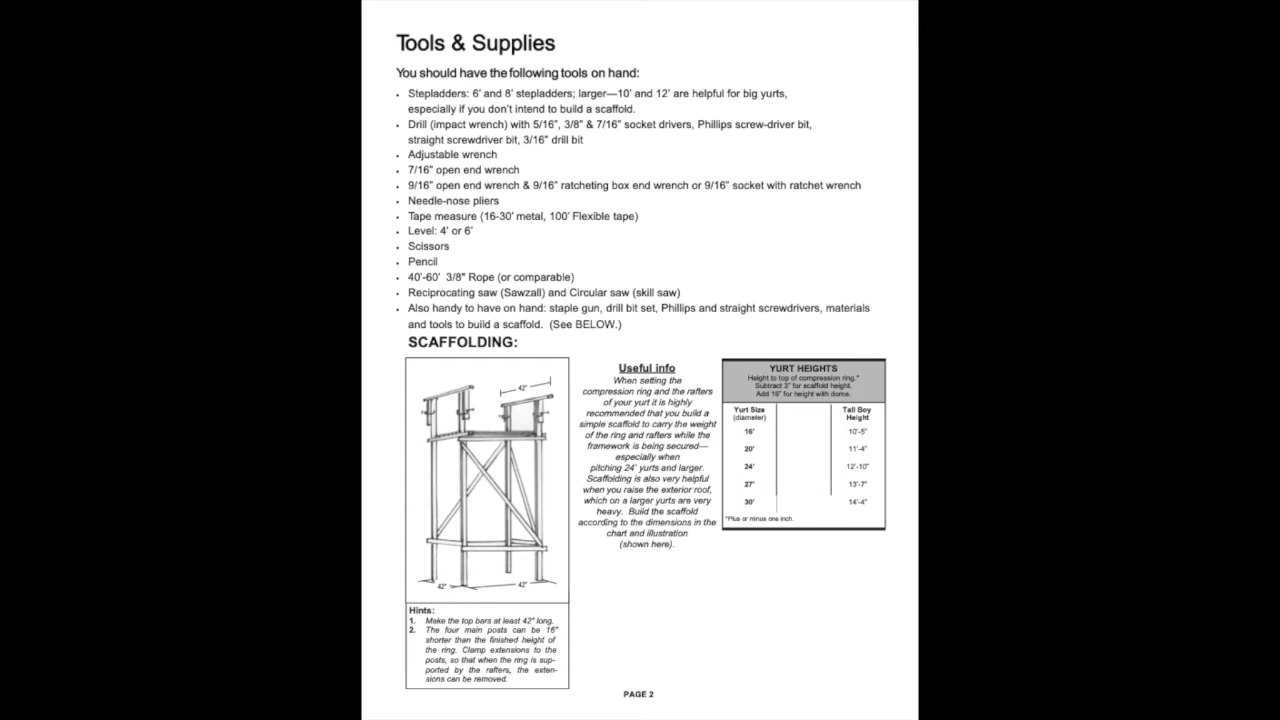 Tools & Supplies
You should have the following tools on hand:
• Stepladders: 6' and 8' stepladders; larger—10' and 12' are helpful for big yurts,
especially if you don't intend to build a scaffold.
• Drill (impact wrench) with 5/16", 3/8" & 7/16" socket drivers, Phillips screw-driver bit,
straight screwdriver bit, 3/16" drill bit
• Adjustable wrench
• 7/16" open end wrench
• 9/16" open end wrench & 9/16" ratcheting box end wrench or 9/16" socket with ratchet wrench
• Needle-nose pliers
• Tape measure (16-30' metal, 100' Flexible tape)
• Level: 4' or 6'
• Scissors
• Pencil
• 40'-60' 3/8" Rope (or comparable)
• Reciprocating saw (Sawzall) and Circular saw (skill saw)
• Also handy to have on hand: staple gun, drill bit set, Phillips and straight screwdrivers, materials
and tools to build a scaffold. (See BELOW.)
SCAFFOLDING:
42"
42"
42"
Hints:
1. Make the top bars at least 42" long.
2. The four main posts can be 16"
shorter than the finished height of
the ring. Clamp extensions to the
posts, so that when the ring is sup-
ported by the rafters, the exten-
sions can be removed.
Useful info
When setting the
compression ring and the rafters
of your yurt it is highly
recommended that you build a
simple scaffold to carry the weight
of the ring and rafters while the
framework is being secured—
especially when
pitching 24' yurts and larger.
Scaffolding is also very helpful
when you raise the exterior roof,
which on a larger yurts are very
heavy. Build the scaffold
according to the dimensions in the
chart and illustration
(shown here).
YURT HEIGHTS
Height to top of compression ring.*
Subtract 3" for scaffold height.
Add 16" for height with dome.
Yurt Size Tall Boy
(diameter) Height
16' 10'-5"
20' 11'-4"
24' 12'-10"
27' 13'-7"
30' 14'-4"
*Plus or minus one inch.
PAGE 2